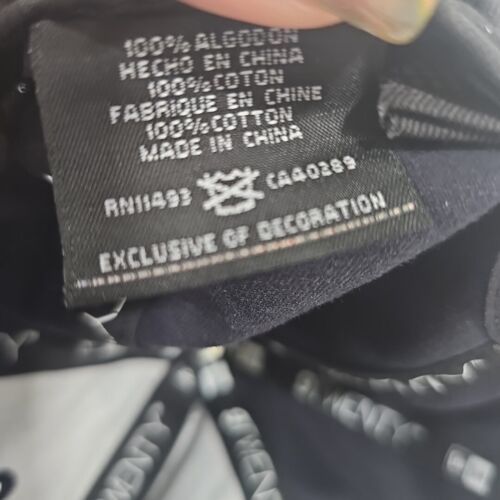 100% ALGODON
HECHO EN CHINA
100% COTON
FABRIQUE EN CHINE
100% COTTON
MADE IN CHINA
RN11493 CA40289
EXCLUSIVE OF DECORATION